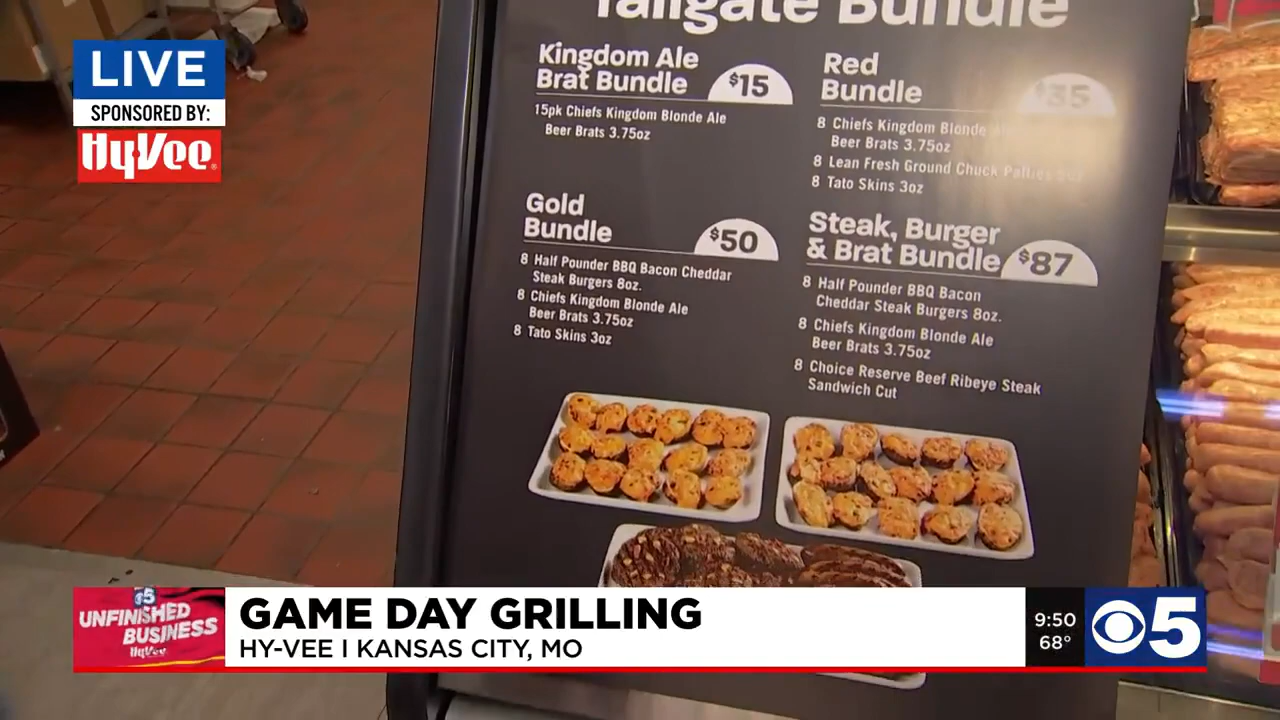 Tailgate Bundle
LIVE
SPONSORED BY:
HyVee
Kingdom Ale
Brat Bundle
$15
15pk Chiefs Kingdom Blonde Ale
Beer Brats 3.75oz
Red
Bundle
$35
8 Chiefs Kingdom Blonde
Beer Brats 3.75oz
8 Lean Fresh Ground Chuck Patties
8 Tato Skins 3oz
Gold
Bundle
$50
8 Half Pounder BBQ Bacon Cheddar
Steak Burgers 8oz.
8 Chiefs Kingdom Blonde Ale
Beer Brats 3.75oz
8 Tato Skins 3oz
Steak, Burger
& Brat Bundle
$87
8 Half Pounder BBQ Bacon
Cheddar Steak Burgers 8oz.
8 Chiefs Kingdom Blonde Ale
Beer Brats 3.75oz
8 Choice Reserve Beef Ribeye Steak
Sandwich Cut
5
UNFINISHED
BUSINESS
HyVee
GAME DAY GRILLING
HY-VEE | KANSAS CITY, MO
9:50
68°
5